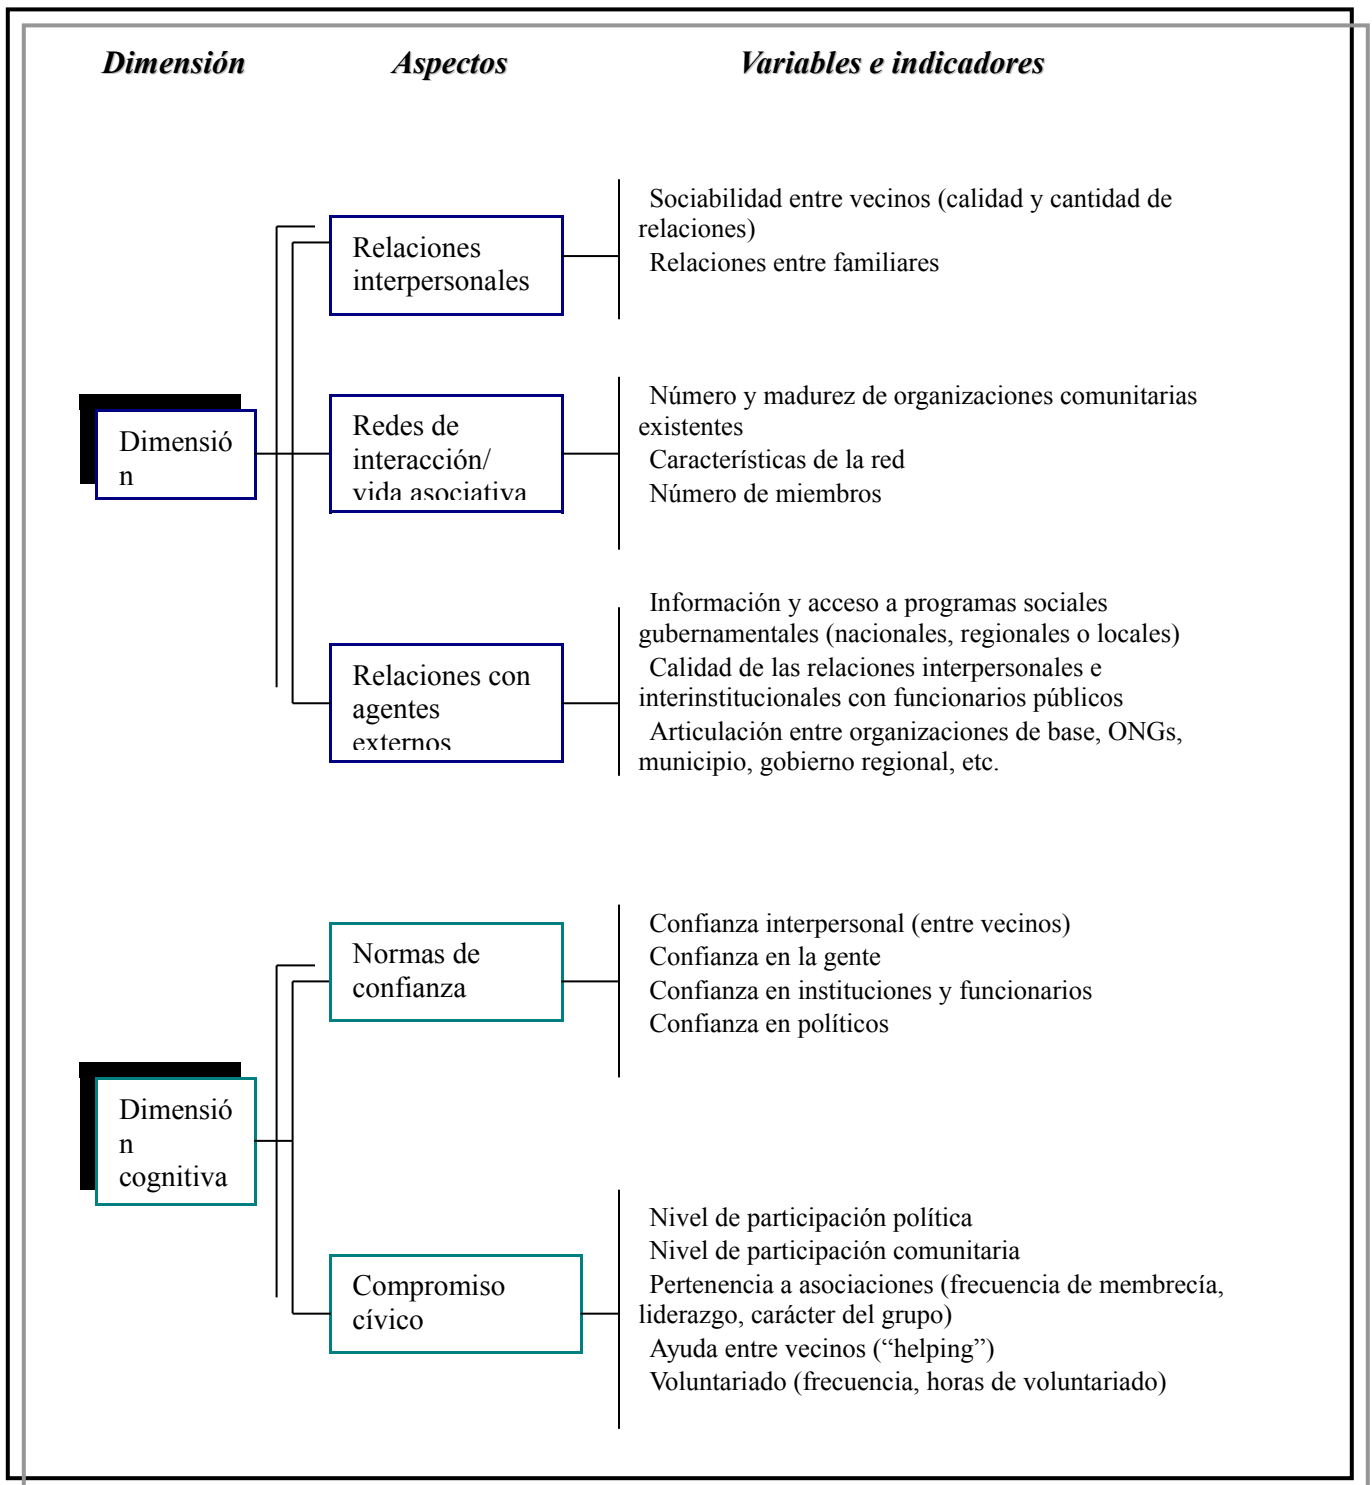 Dimensión Aspectos Variables e indicadores
Relaciones
interpersonales
Sociabilidad entre vecinos (calidad y cantidad de
relaciones)
Relaciones entre familiares
Dimensió
n
Redes de
interacción/
vida asociativa
Número y madurez de organizaciones comunitarias
existentes
Características de la red
Número de miembros
Relaciones con
agentes
externos
Información y acceso a programas sociales
gubernamentales (nacionales, regionales o locales)
Calidad de las relaciones interpersonales e
interinstitucionales con funcionarios públicos
Articulación entre organizaciones de base, ONGs,
municipio, gobierno regional, etc.
Normas de
confianza
Confianza interpersonal (entre vecinos)
Confianza en la gente
Confianza en instituciones y funcionarios
Confianza en políticos
Dimensió
n
cognitiva
Compromiso
cívico
Nivel de participación política
Nivel de participación comunitaria
Pertenencia a asociaciones (frecuencia de membrecía,
liderazgo, carácter del grupo)
Ayuda entre vecinos (“helping”)
Voluntariado (frecuencia, horas de voluntariado)